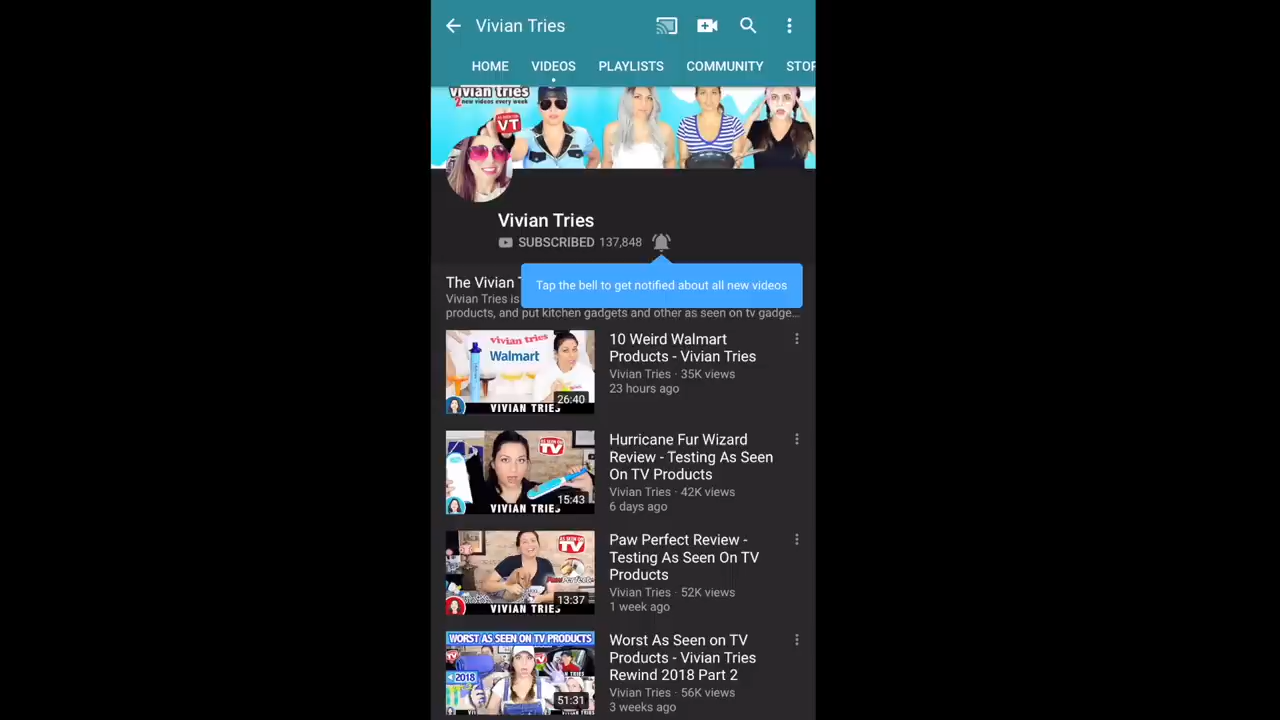 Vivian Tries
HOME VIDEOS PLAYLISTS COMMUNITY STOR
vivian tries
2 new videos every week
AS SEEN ON
VT
Vivian Tries
SUBSCRIBED 137,848
Tap the bell to get notified about all new videos
The Vivian T
Vivian Tries is
products, and put kitchen gadgets and other as seen on tv gadge...
vivian tries
Walmart
26:40
VIVIAN TRIES
10 Weird Walmart
Products - Vivian Tries
Vivian Tries · 35K views
23 hours ago
AS SEEN ON
TV
15:43
VIVIAN TRIES
Hurricane Fur Wizard
Review - Testing As Seen
On TV Products
Vivian Tries · 42K views
6 days ago
AS SEEN ON
TV
PawPerfect
13:37
VIVIAN TRIES
Paw Perfect Review -
Testing As Seen On TV
Products
Vivian Tries · 52K views
1 week ago
WORST AS SEEN ON TV PRODUCTS
TV
2018
51:31
Worst As Seen on TV
Products - Vivian Tries
Rewind 2018 Part 2
Vivian Tries · 56K views
3 weeks ago